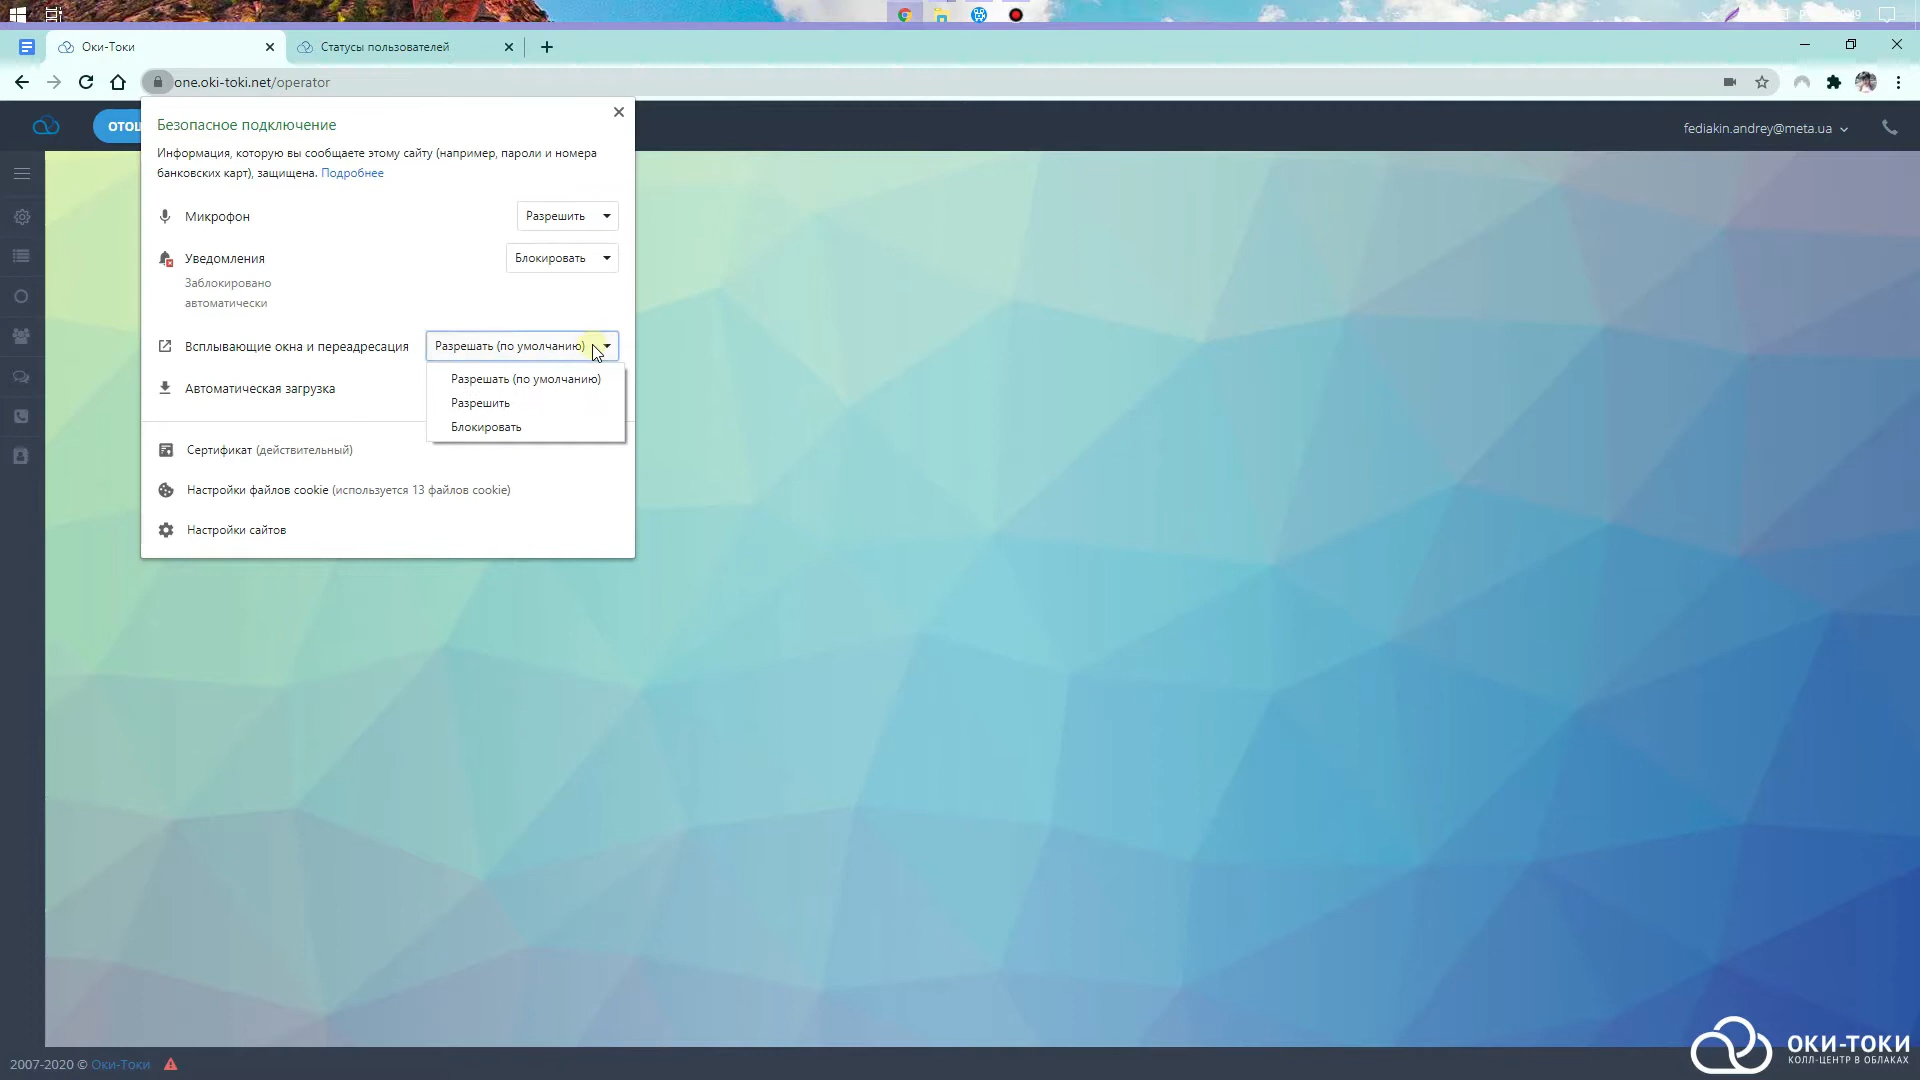 Оки-Токи
Статусы пользователей
one.oki-toki.net/operator
ОТО
fediakin.andrey@meta.ua
Безопасное подключение
Информация, которую вы сообщаете этому сайту (например, пароли и номера
банковских карт), защищена. Подробнее
Микрофон
Разрешить
Уведомления
Блокировать
Заблокировано
автоматически
Всплывающие окна и переадресация
Разрешать (по умолчанию)
Разрешать (по умолчанию)
Автоматическая загрузка
Разрешить
Блокировать
Сертификат (действительный)
Настройки файлов cookie (используется 13 файлов cookie)
Настройки сайтов
2007-2020 © Оки-Токи
ОКИ-ТОКИ
КОЛЛ-ЦЕНТР В ОБЛАКАХ